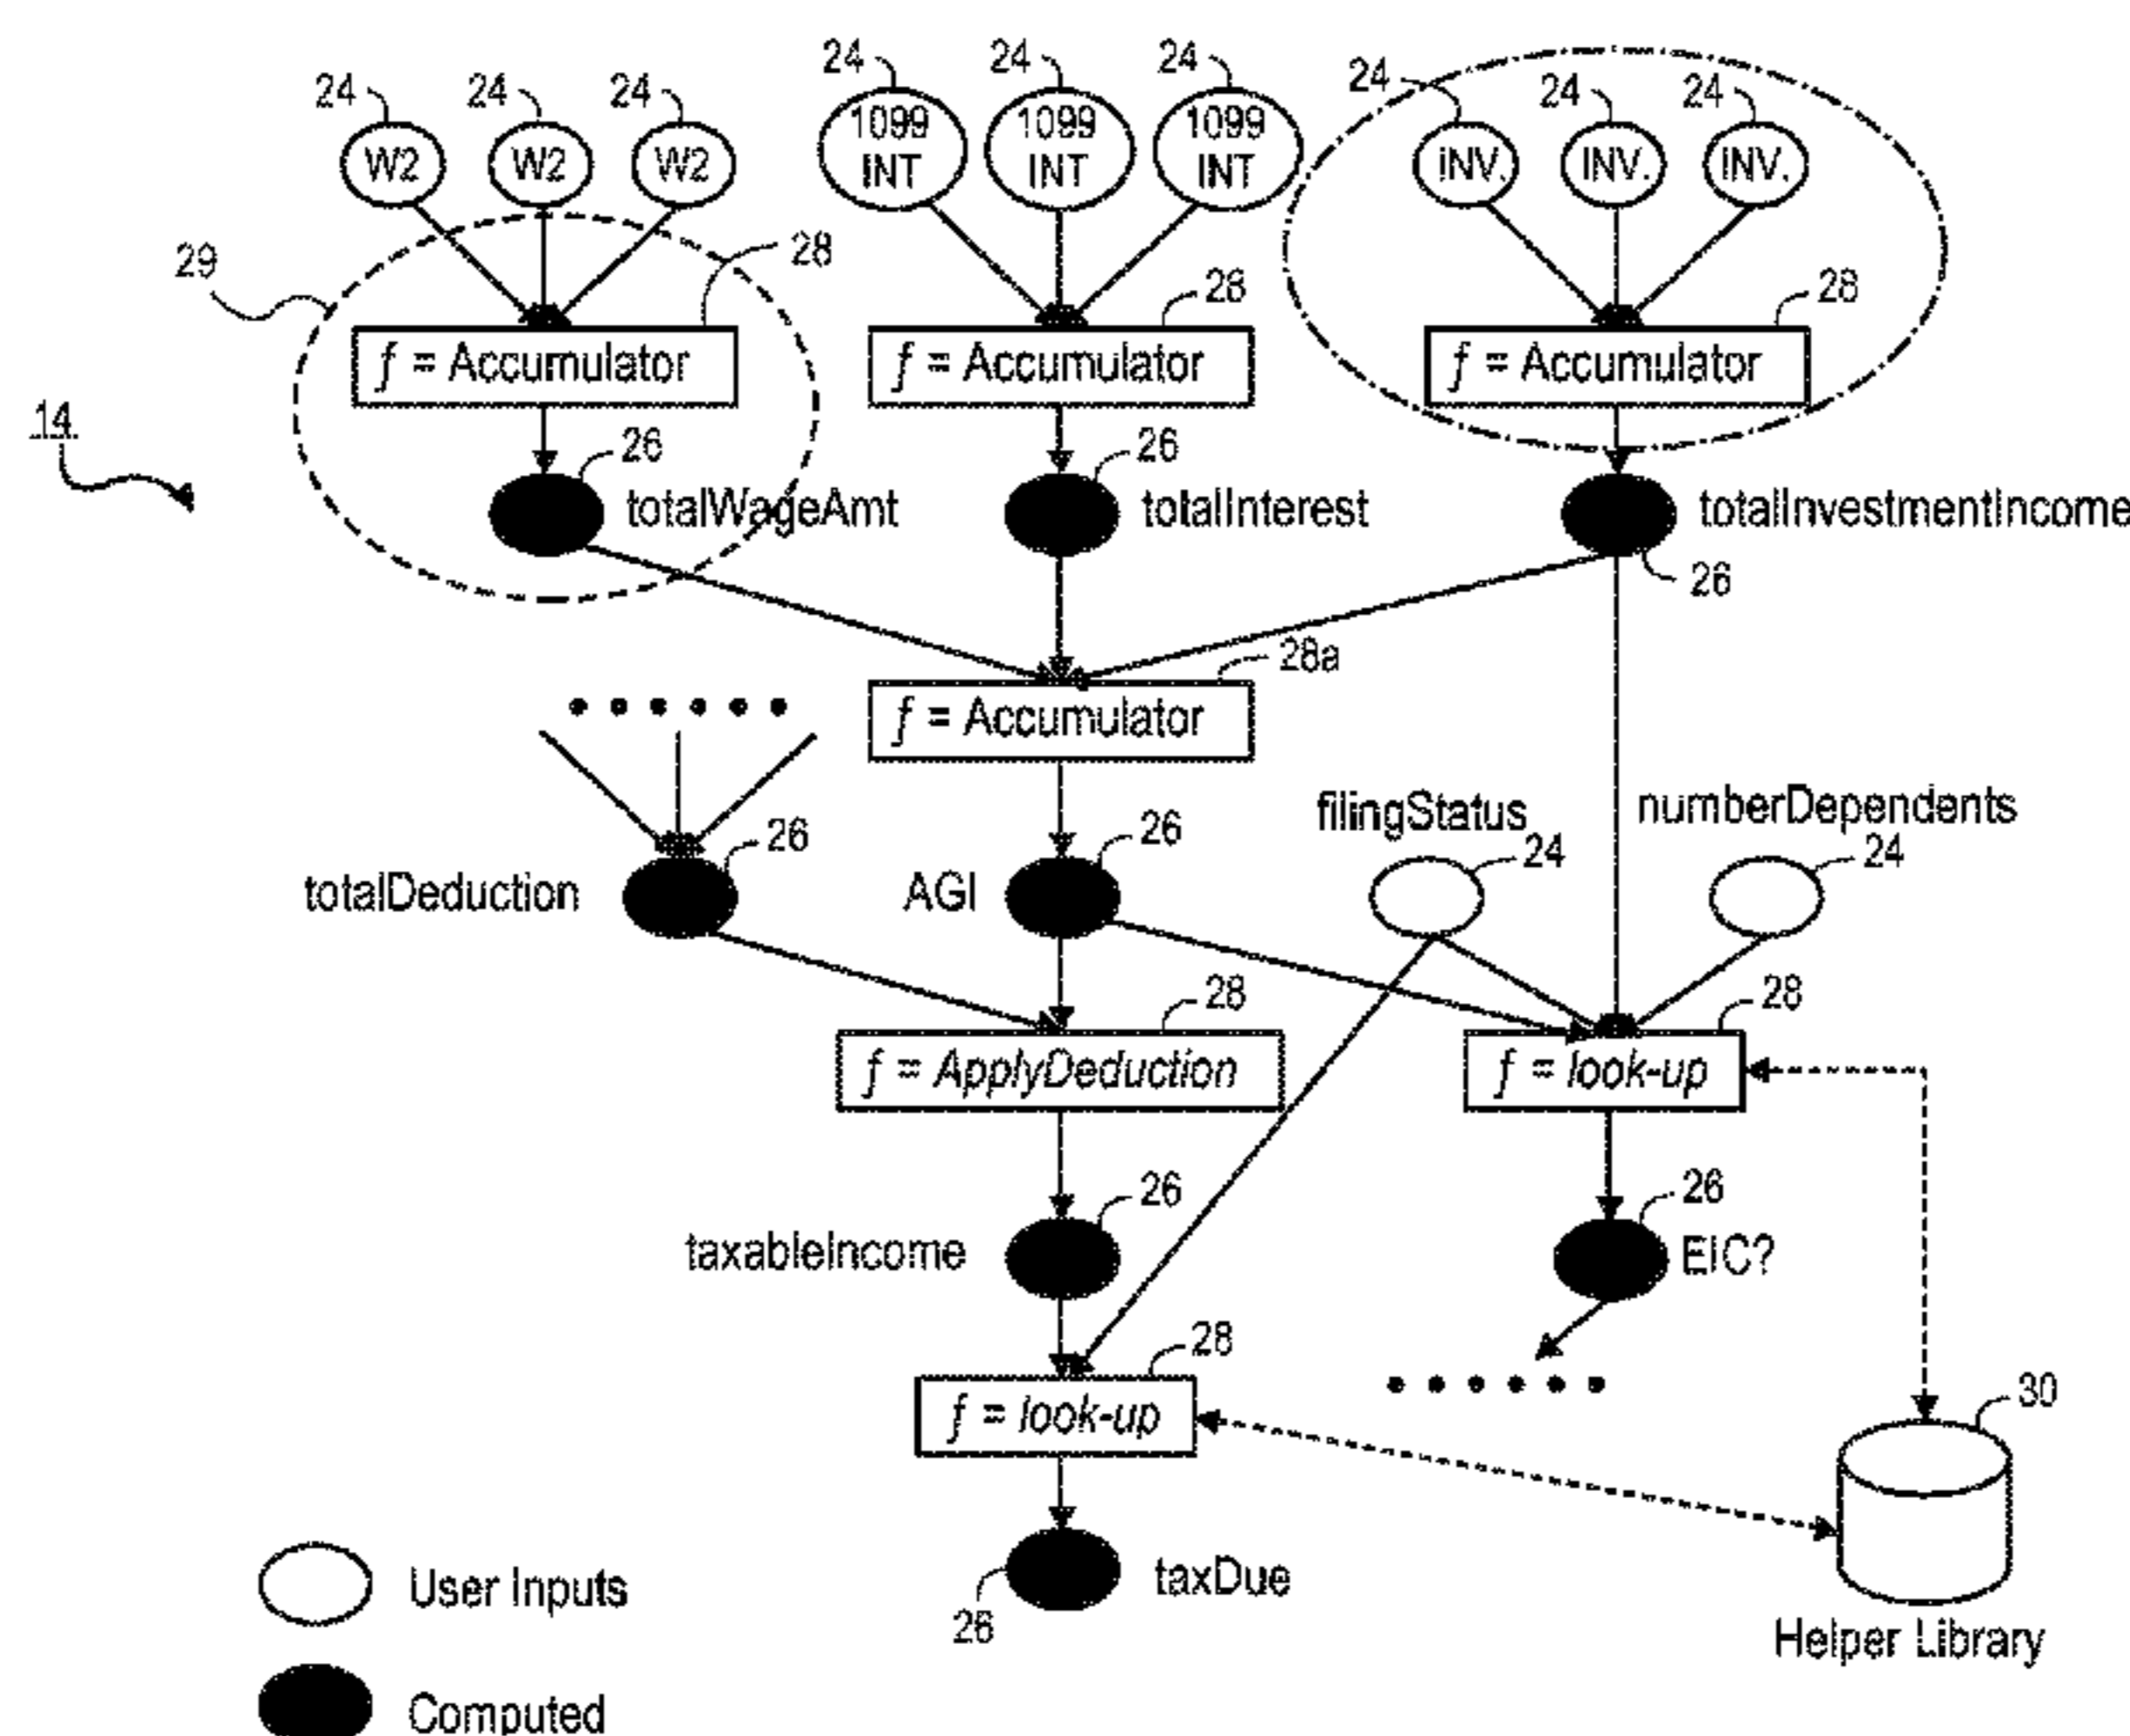 24 24 24 24 24 24 24 24 24
W2 W2 W2 1099 INT 1099 INT 1099 INT iNV. INV. INV.
29 28 28 28
ƒ = Accumulator ƒ = Accumulator ƒ = Accumulator
14
26 26
totalWageAmt totalInterest totalInvestmentIncome
26
28a
ƒ = Accumulator
filingStatus numberDependents
26 26 24 24
totalDeduction AGI
28 28
ƒ = ApplyDeduction ƒ = look-up
26 26
taxableIncome EIC?
28
ƒ = look-up
30
taxDue
26
User Inputs
Helper Library
Computed